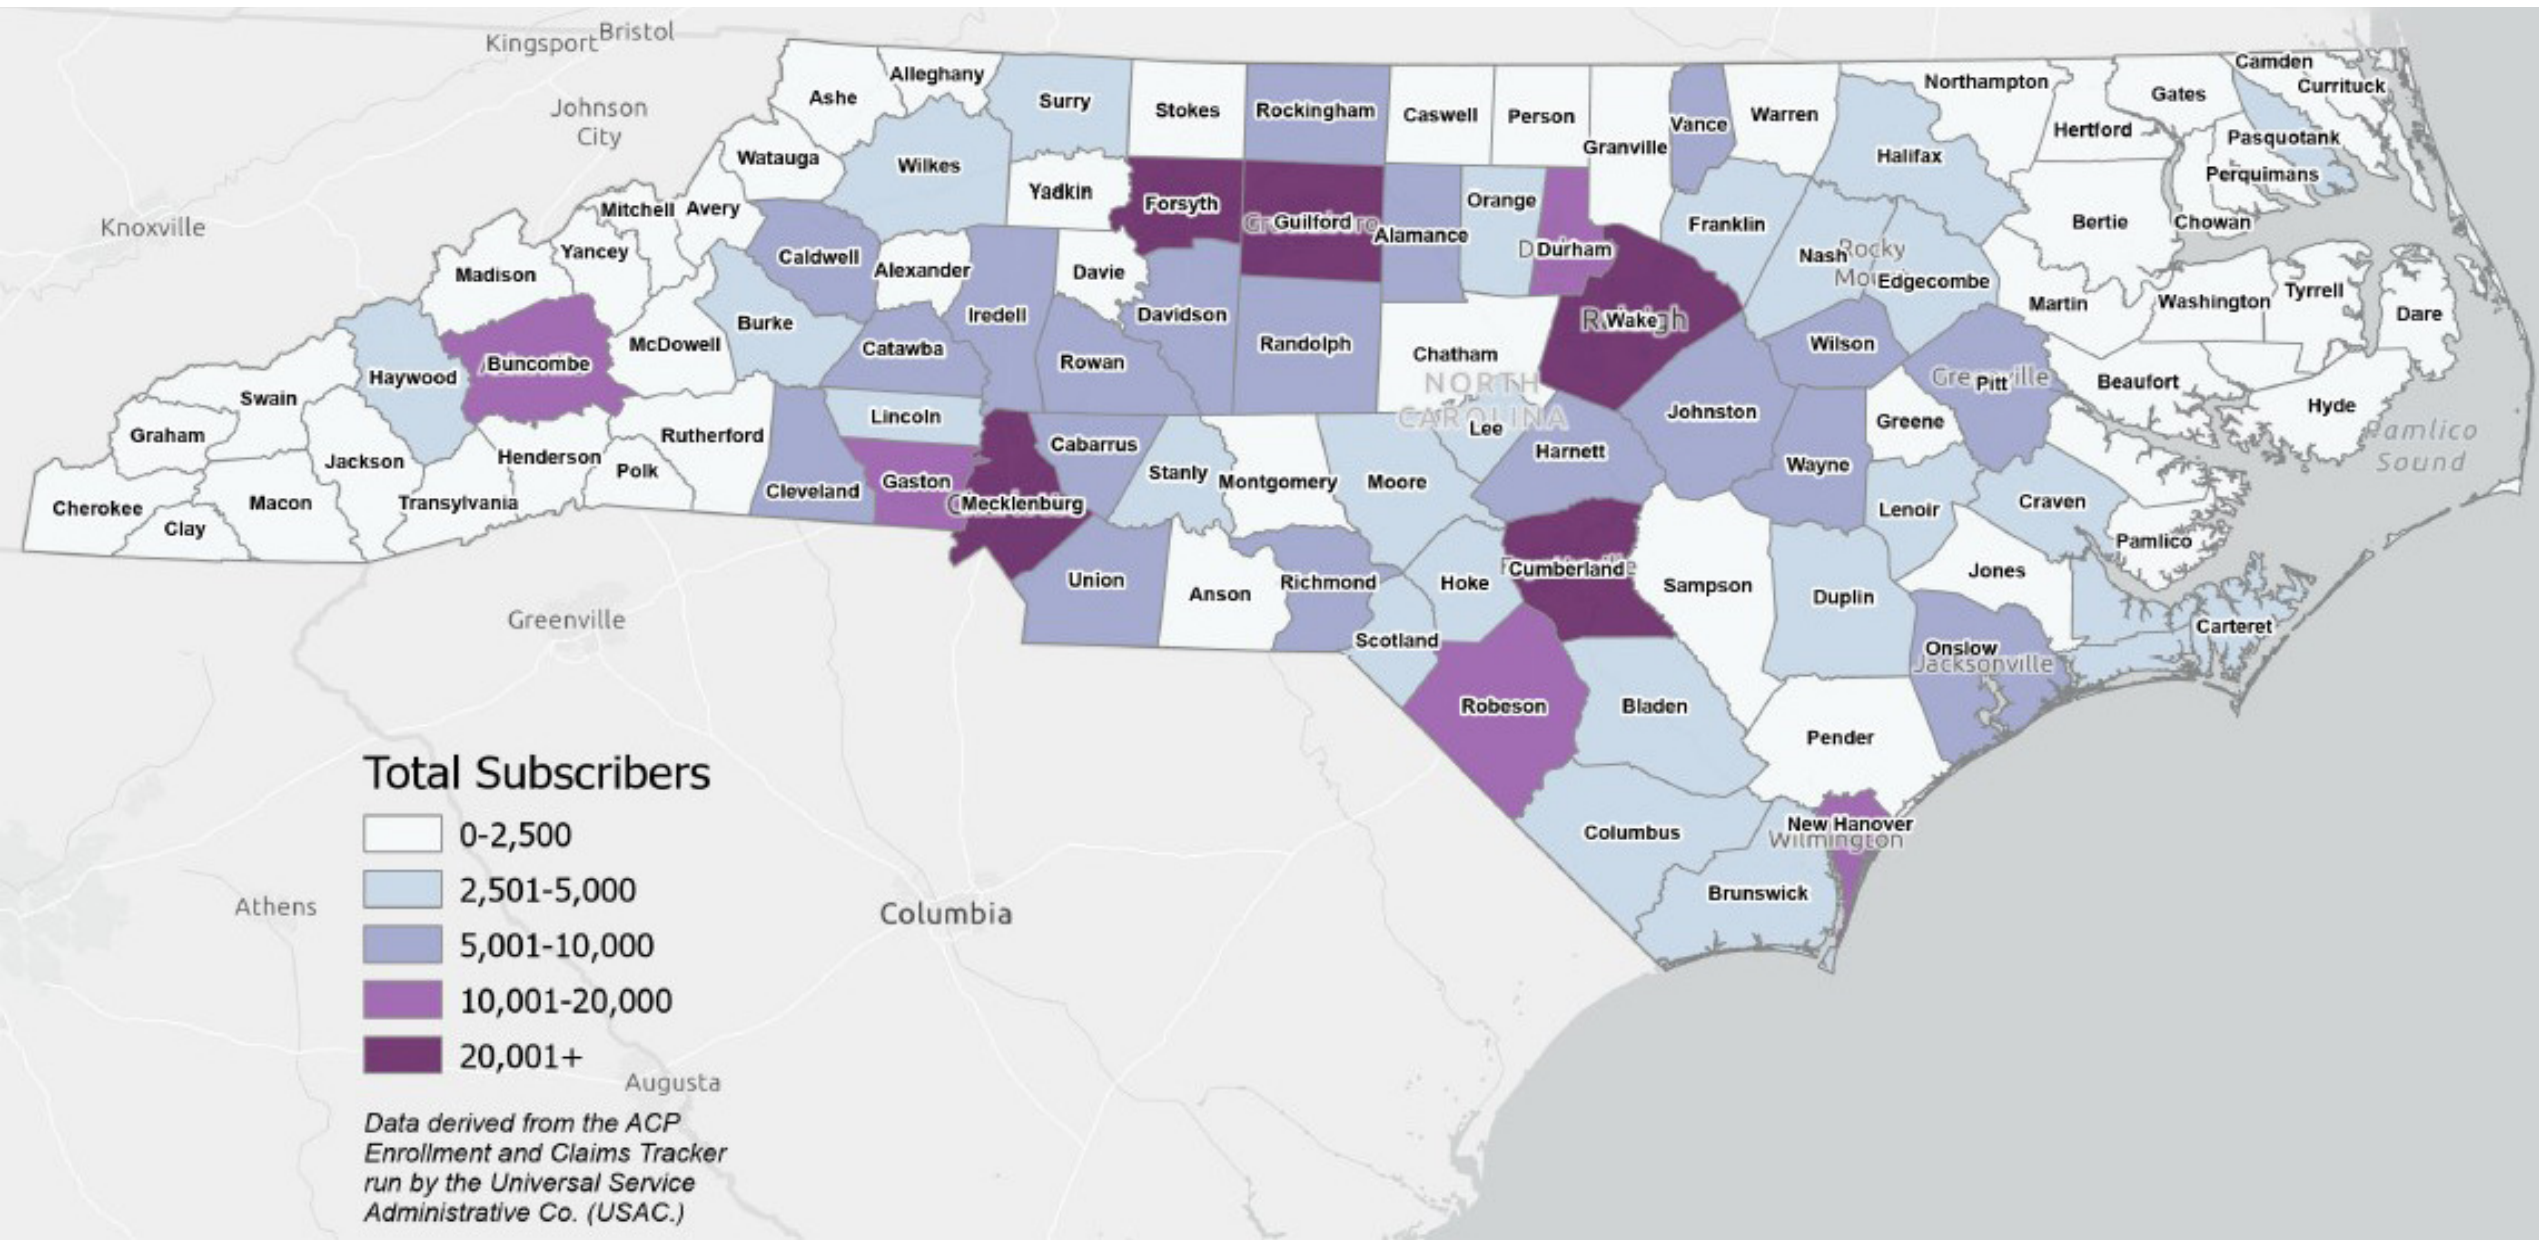 Kingsport
Bristol
Johnson
City
Knoxville
Ashe
Alleghany
Surry
Stokes
Rockingham
Caswell
Person
Granville
Vance
Warren
Northampton
Halifax
Hertford
Gates
Camden
Currituck
Pasquotank
Perquimans
Chowan
Bertie
Watauga
Wilkes
Yadkin
Forsyth
Guilford
Alamance
Orange
Durham
Franklin
Nash
Rocky
Edgecombe
Martin
Washington
Tyrrell
Dare
Mitchell
Avery
Yancey
Madison
Caldwell
Alexander
Davie
Iredell
Davidson
Randolph
Chatham
Wake
Wilson
Pitt
Beaufort
Hyde
Pamlico
Sound
Buncombe
McDowell
Burke
Catawba
Rowan
NORTH
CAROLINA
Lee
Johnston
Greene
Haywood
Swain
Graham
Jackson
Henderson
Rutherford
Polk
Cleveland
Lincoln
Gaston
Mecklenburg
Cabarrus
Stanly
Montgomery
Moore
Harnett
Wayne
Lenoir
Craven
Pamlico
Cherokee
Clay
Macon
Transylvania
Union
Anson
Richmond
Hoke
Scotland
Cumberland
Sampson
Duplin
Jones
Onslow
Jacksonville
Carteret
Robeson
Bladen
Pender
Columbus
New Hanover
Wilmington
Brunswick
Greenville
Athens
Columbia
Augusta
Total Subscribers
0-2,500
2,501-5,000
5,001-10,000
10,001-20,000
20,001+
Data derived from the ACP
Enrollment and Claims Tracker
run by the Universal Service
Administrative Co. (USAC.)